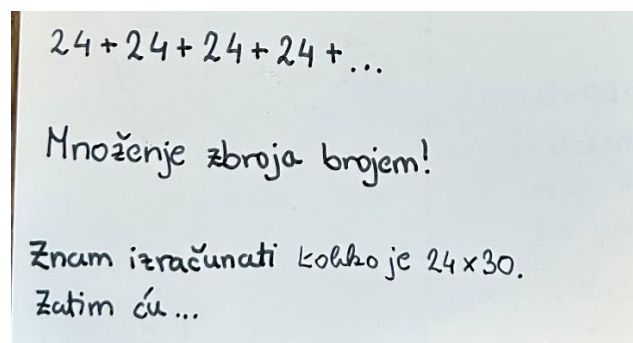 24 + 24 + 24 + 24 + ...
Množenje zbroja brojem!
Znam izračunati koliko je 24 x 30.
Zatim ću ...